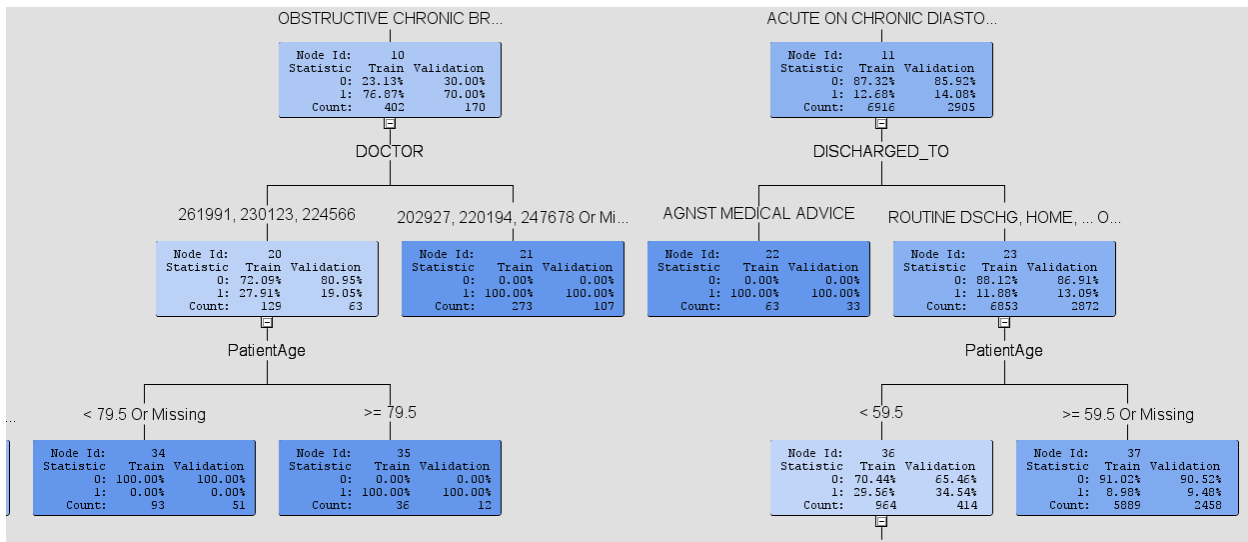 OBSTRUCTIVE CHRONIC BR...
ACUTE ON CHRONIC DIASTO...
Node Id: 10
Statistic Train Validation
0: 23.13% 30.00%
1: 76.87% 70.00%
Count: 402 170
Node Id: 11
Statistic Train Validation
0: 87.32% 85.92%
1: 12.68% 14.08%
Count: 6916 2905
DOCTOR
DISCHARGED_TO
261991, 230123, 224566
202927, 220194, 247678 Or Mi...
AGNST MEDICAL ADVICE
ROUTINE DSCHG, HOME, ... O...
Node Id: 20
Statistic Train Validation
0: 72.09% 80.95%
1: 27.91% 19.05%
Count: 129 63
Node Id: 21
Statistic Train Validation
0: 0.00% 0.00%
1: 100.00% 100.00%
Count: 273 107
Node Id: 22
Statistic Train Validation
0: 0.00% 0.00%
1: 100.00% 100.00%
Count: 63 33
Node Id: 23
Statistic Train Validation
0: 88.12% 86.91%
1: 11.88% 13.09%
Count: 6853 2872
PatientAge
PatientAge
...
< 79.5 Or Missing
>= 79.5
< 59.5
>= 59.5 Or Missing
Node Id: 34
Statistic Train Validation
0: 100.00% 100.00%
1: 0.00% 0.00%
Count: 93 51
Node Id: 35
Statistic Train Validation
0: 0.00% 0.00%
1: 100.00% 100.00%
Count: 36 12
Node Id: 36
Statistic Train Validation
0: 70.44% 65.46%
1: 29.56% 34.54%
Count: 964 414
Node Id: 37
Statistic Train Validation
0: 91.02% 90.52%
1: 8.98% 9.48%
Count: 5889 2458